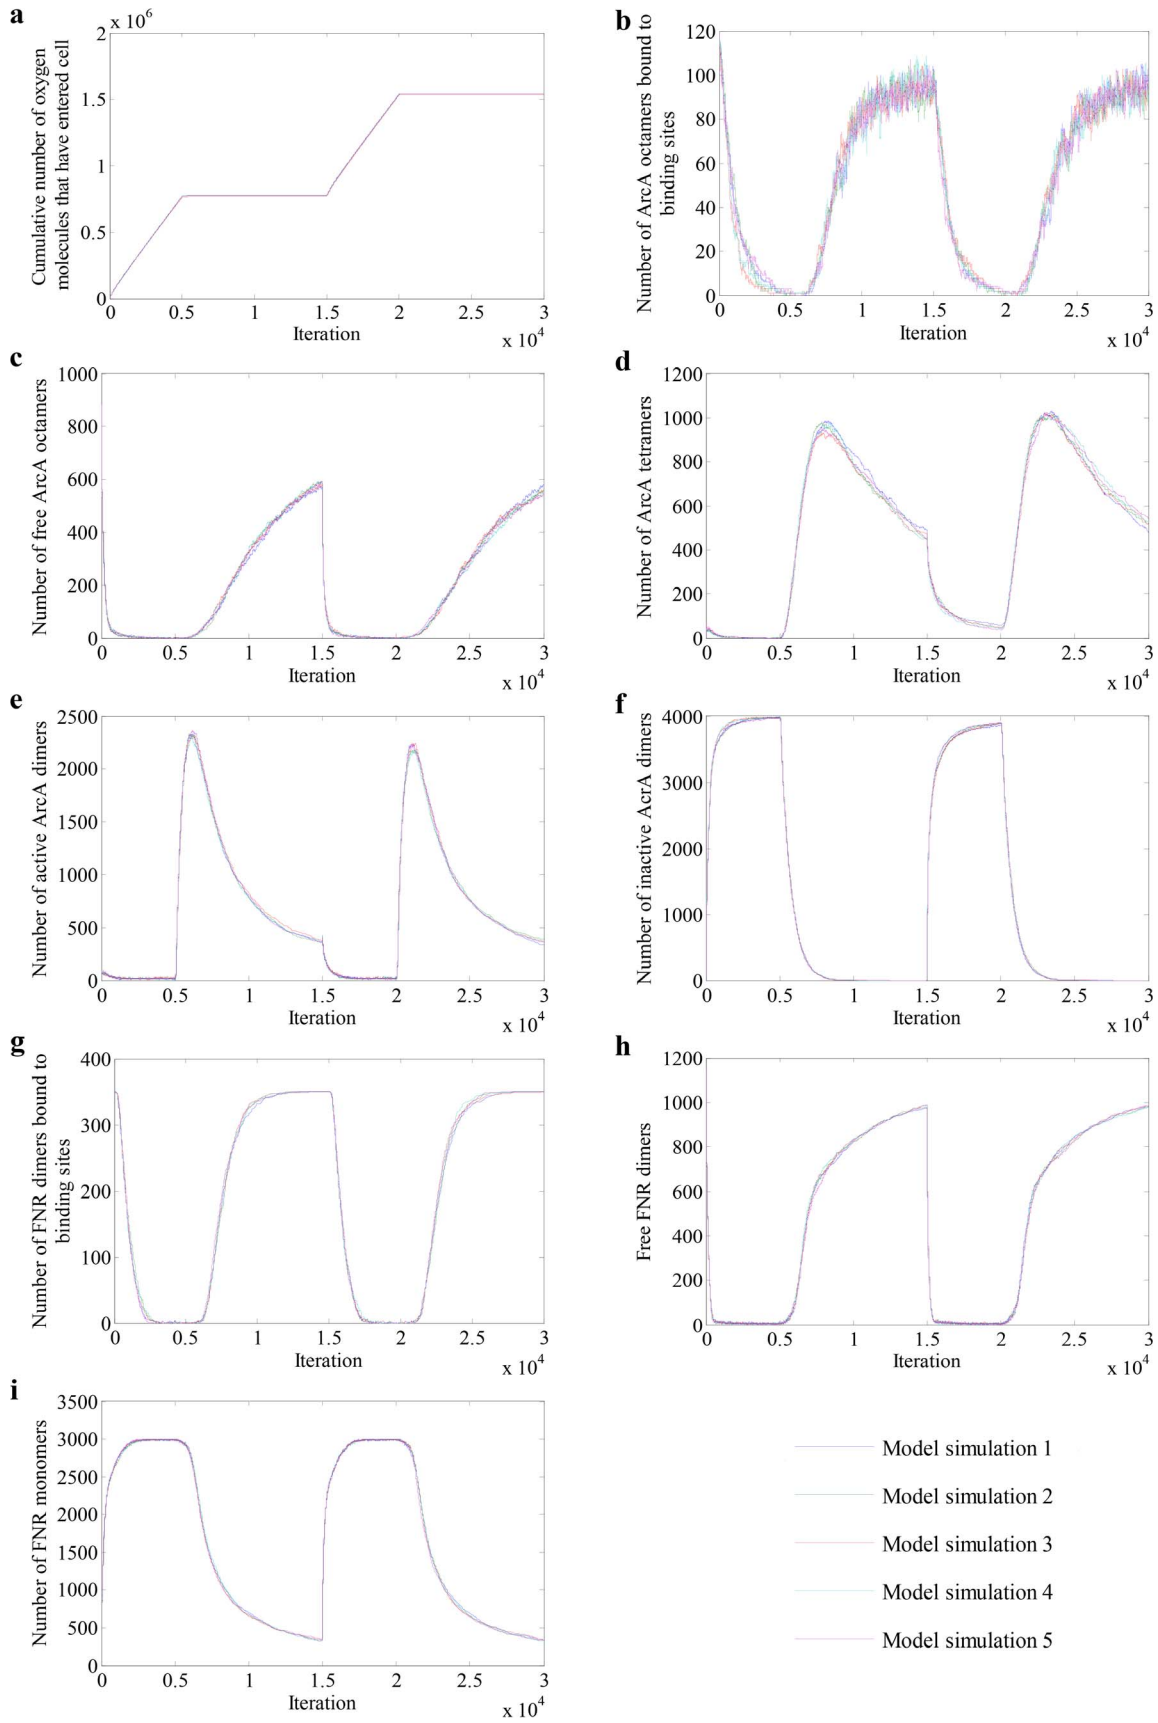 a
x 10^6
2
1.5
1
0.5
0
Cumulative number of oxygen
molecules that have entered cell
0 0.5 1 1.5 2 2.5 3
Iteration
x 10^4
b
120
100
80
60
40
20
0
Number of ArcA octamers bound to
binding sites
0 0.5 1 1.5 2 2.5 3
Iteration
x 10^4
c
1000
800
600
400
200
0
Number of free ArcA octamers
0 0.5 1 1.5 2 2.5 3
Iteration
x 10^4
d
1200
1000
800
600
400
200
0
Number of ArcA tetramers
0 0.5 1 1.5 2 2.5 3
Iteration
x 10^4
e
2500
2000
1500
1000
500
0
Number of active ArcA dimers
0 0.5 1 1.5 2 2.5 3
Iteration
x 10^4
f
4000
3000
2000
1000
0
Number of inactive AcrA dimers
0 0.5 1 1.5 2 2.5 3
Iteration
x 10^4
g
400
300
200
100
0
Number of FNR dimers bound to
binding sites
0 0.5 1 1.5 2 2.5 3
Iteration
x 10^4
h
1200
1000
800
600
400
200
0
Free FNR dimers
0 0.5 1 1.5 2 2.5 3
Iteration
x 10^4
i
3500
3000
2500
2000
1500
1000
500
0
Number of FNR monomers
0 0.5 1 1.5 2 2.5 3
Iteration
x 10^4
Model simulation 1
Model simulation 2
Model simulation 3
Model simulation 4
Model simulation 5